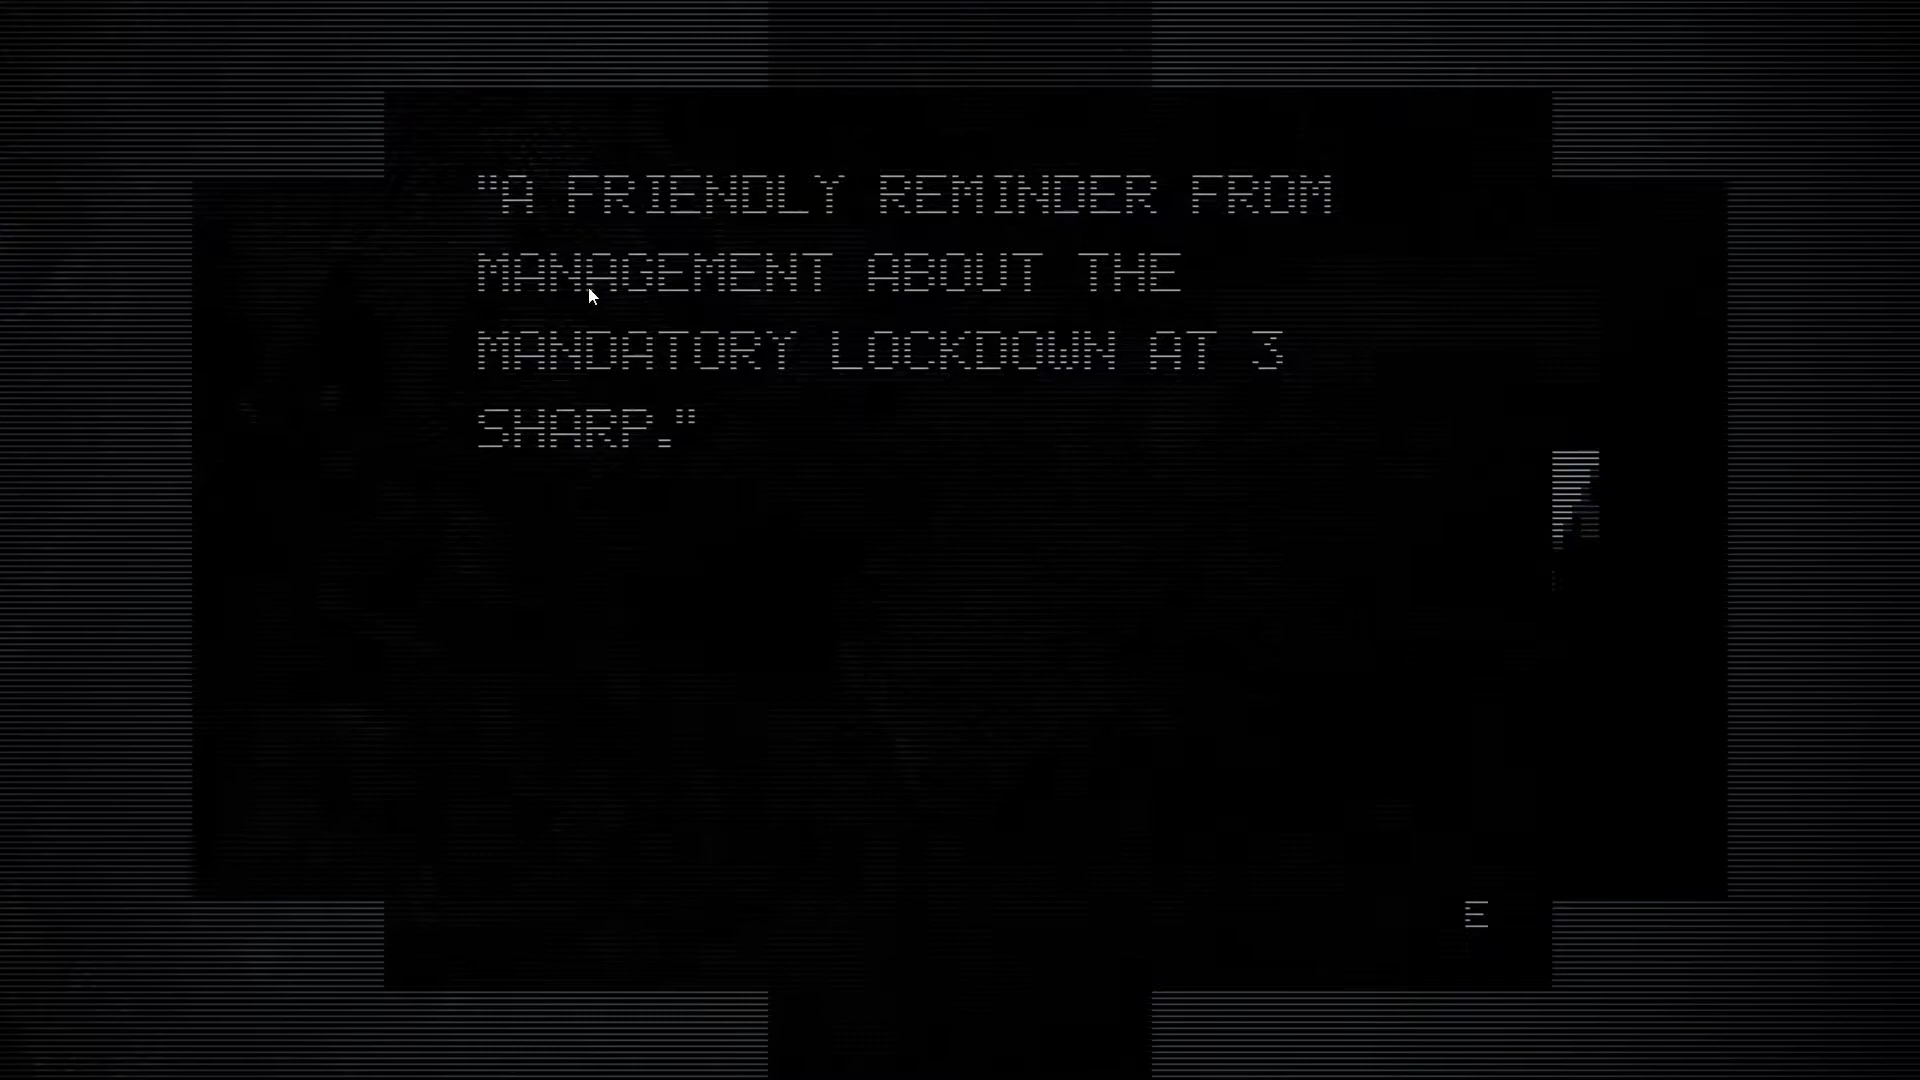 "A FRIENDLY REMINDER FROM
MANAGEMENT ABOUT THE
MANDATORY LOCKDOWN AT 3
SHARP."
E